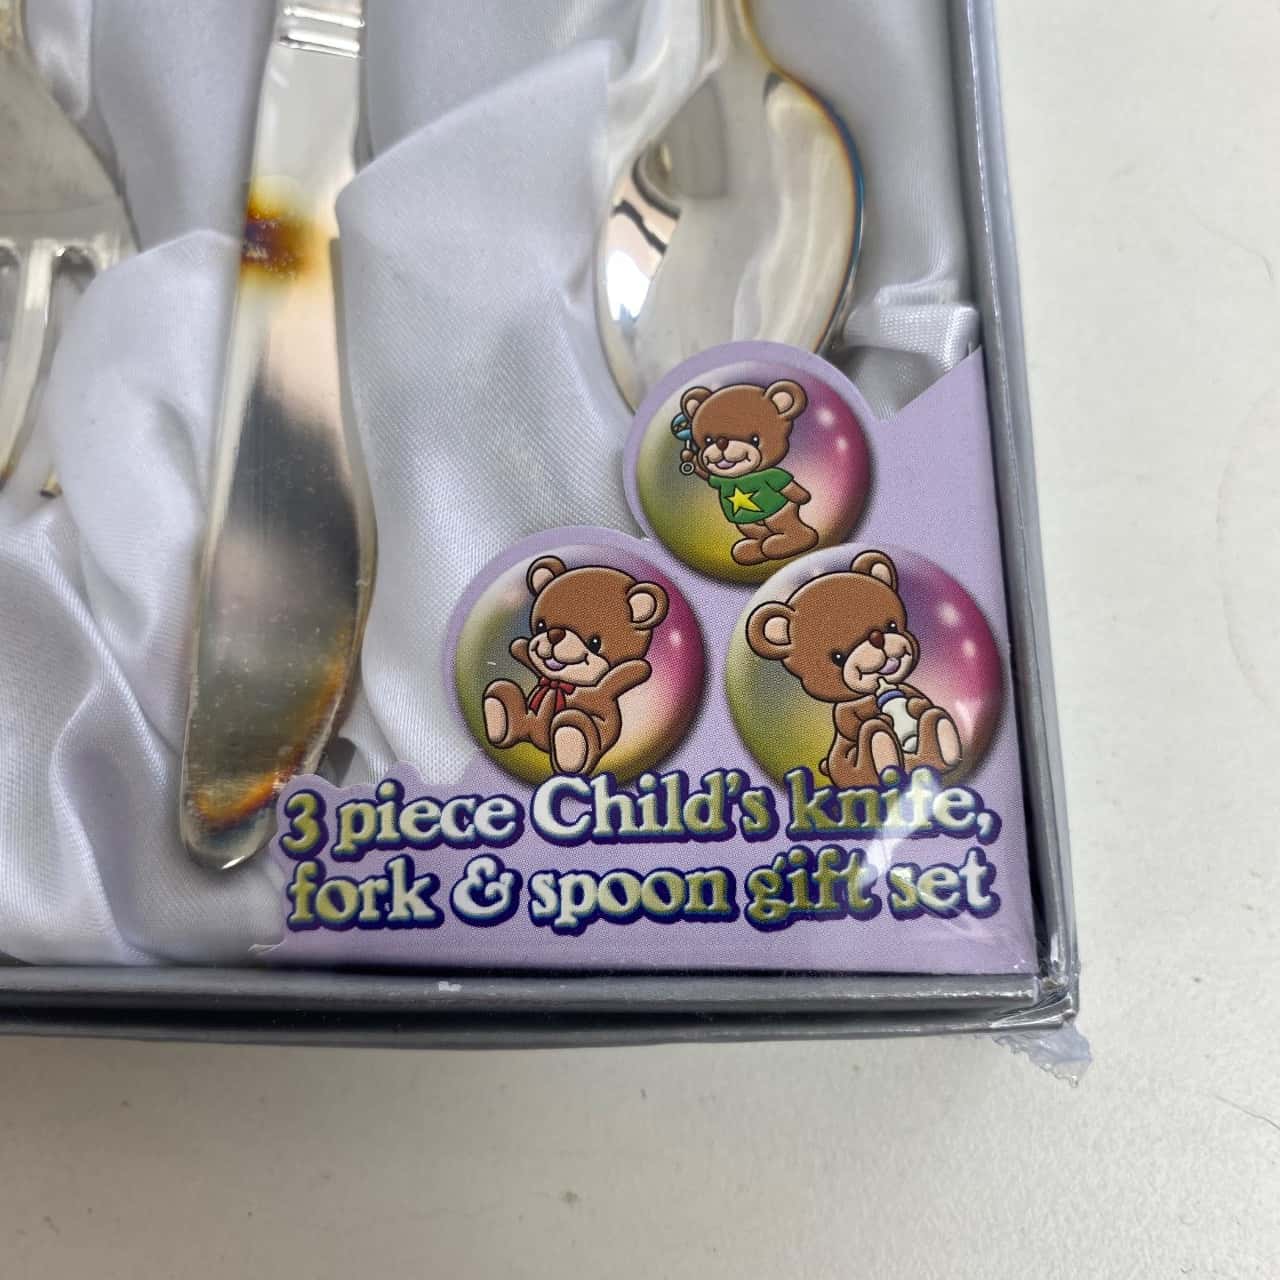 3 piece Child's knife,
fork & spoon gift set